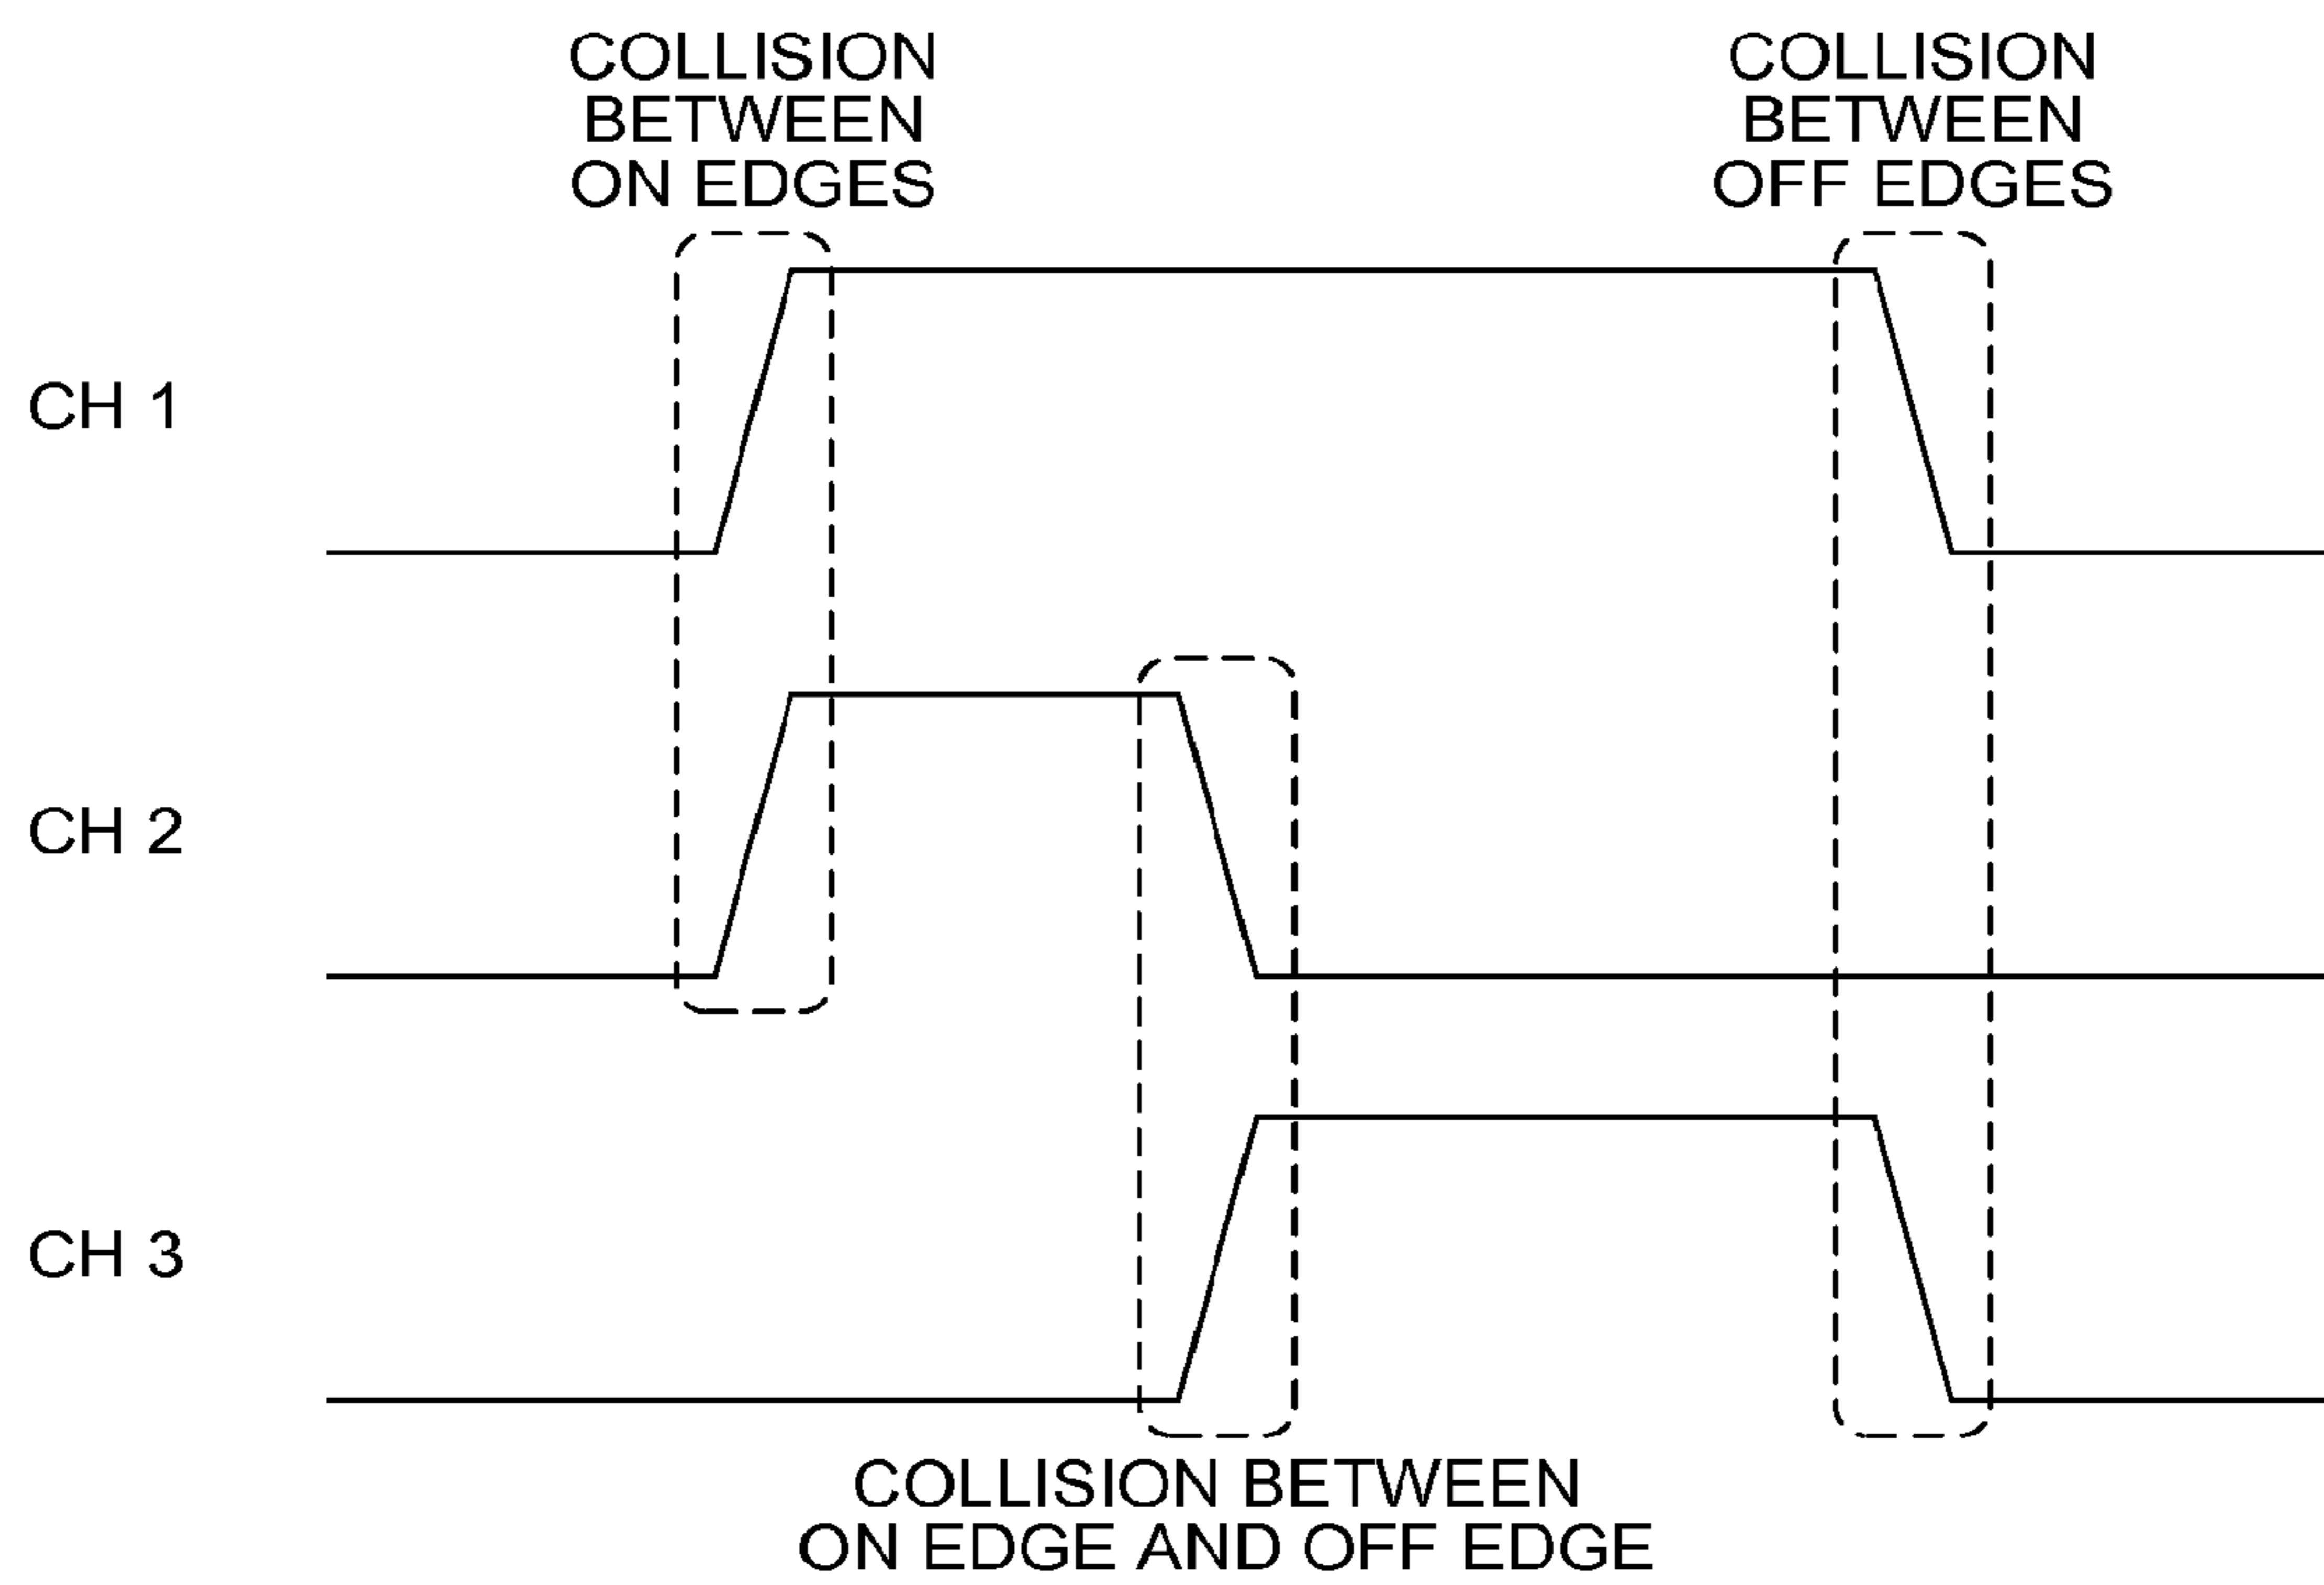 COLLISION
BETWEEN
ON EDGES
COLLISION
BETWEEN
OFF EDGES
CH 1
CH 2
CH 3
COLLISION BETWEEN
ON EDGE AND OFF EDGE